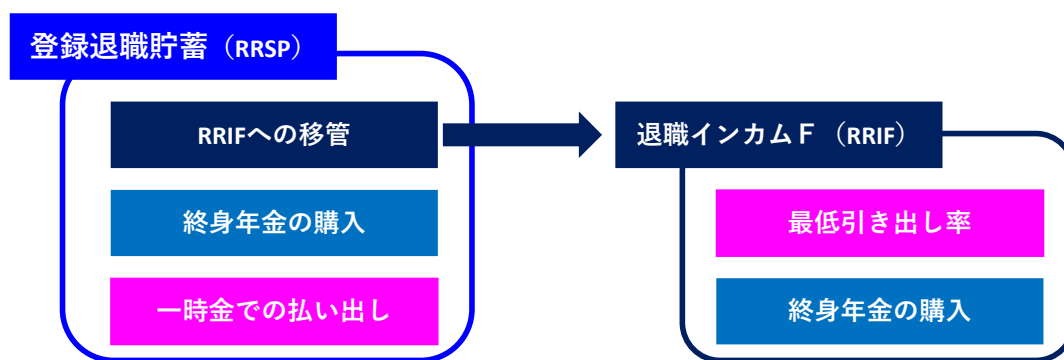 登録退職貯蓄（RRSP）
RRIFへの移管
退職インカムＦ（RRIF）
終身年金の購入
最低引き出し率
一時金での払い出し
終身年金の購入